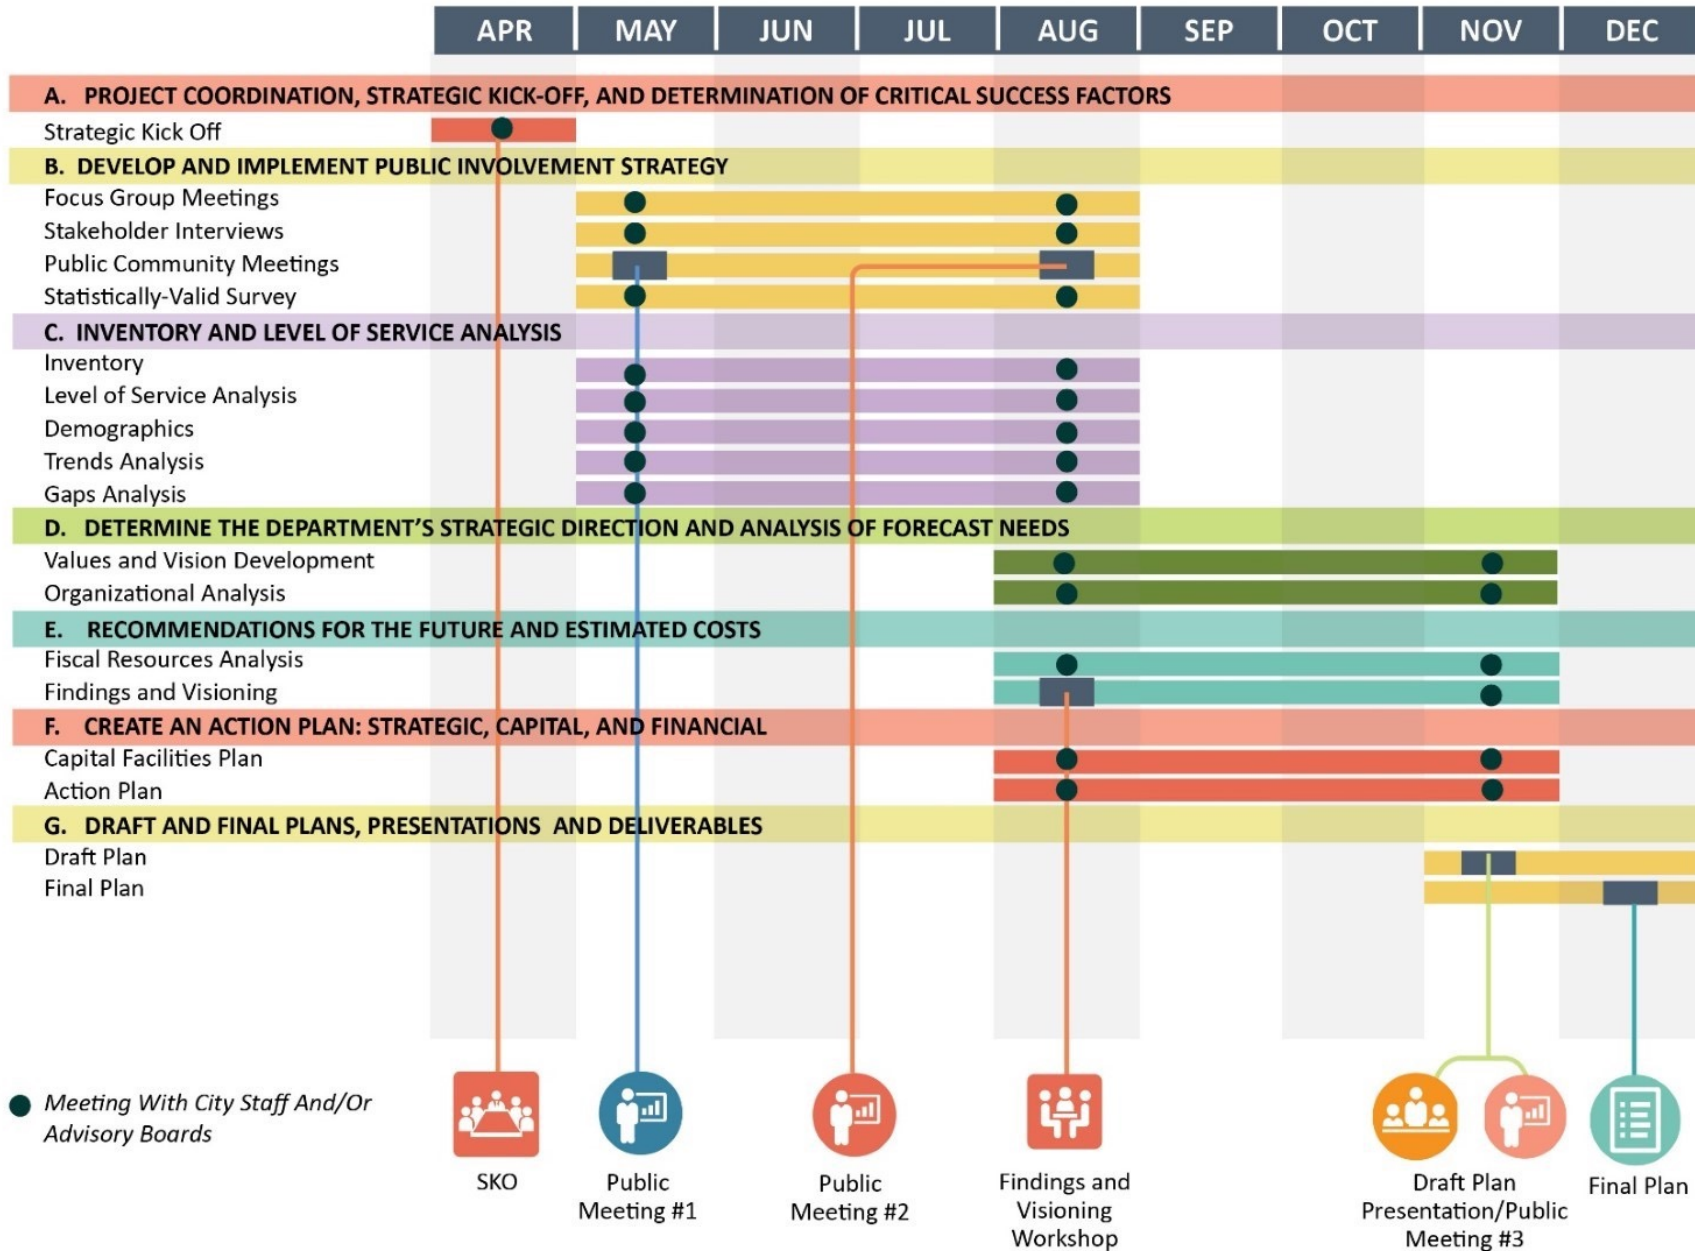 APR MAY JUN JUL AUG SEP OCT NOV DEC
A. PROJECT COORDINATION, STRATEGIC KICK-OFF, AND DETERMINATION OF CRITICAL SUCCESS FACTORS
Strategic Kick Off
B. DEVELOP AND IMPLEMENT PUBLIC INVOLVEMENT STRATEGY
Focus Group Meetings
Stakeholder Interviews
Public Community Meetings
Statistically-Valid Survey
C. INVENTORY AND LEVEL OF SERVICE ANALYSIS
Inventory
Level of Service Analysis
Demographics
Trends Analysis
Gaps Analysis
D. DETERMINE THE DEPARTMENT'S STRATEGIC DIRECTION AND ANALYSIS OF FORECAST NEEDS
Values and Vision Development
Organizational Analysis
E. RECOMMENDATIONS FOR THE FUTURE AND ESTIMATED COSTS
Fiscal Resources Analysis
Findings and Visioning
F. CREATE AN ACTION PLAN: STRATEGIC, CAPITAL, AND FINANCIAL
Capital Facilities Plan
Action Plan
G. DRAFT AND FINAL PLANS, PRESENTATIONS AND DELIVERABLES
Draft Plan
Final Plan
Meeting With City Staff And/Or
Advisory Boards
SKO
Public
Meeting #1
Public
Meeting #2
Findings and
Visioning
Workshop
Draft Plan
Presentation/Public
Meeting #3
Final Plan